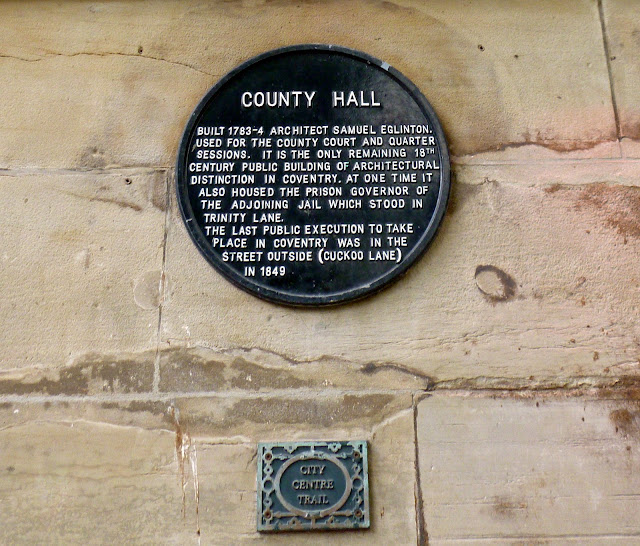 COUNTY HALL
BUILT 1783-4 ARCHITECT SAMUEL EGLINTON.
USED FOR THE COUNTY COURT AND QUARTER
SESSIONS. IT IS THE ONLY REMAINING 18TH
CENTURY PUBLIC BUILDING OF ARCHITECTURAL
DISTINCTION IN COVENTRY. AT ONE TIME IT
ALSO HOUSED THE PRISON GOVERNOR OF
THE ADJOINING JAIL WHICH STOOD IN
TRINITY LANE.
THE LAST PUBLIC EXECUTION TO TAKE
PLACE IN COVENTRY WAS IN THE
STREET OUTSIDE (CUCKOO LANE)
IN 1849
CITY
CENTRE
TRAIL